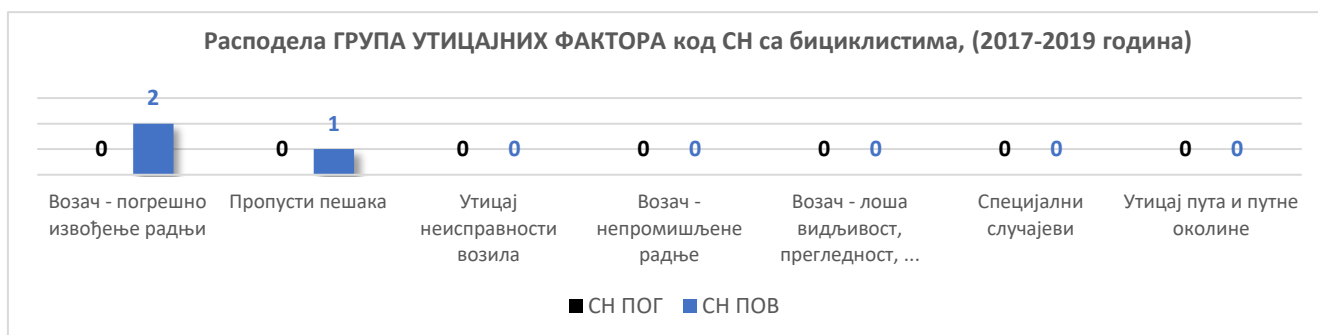 Расподела ГРУПА УТИЦАЈНИХ ФАКТОРА код СН са бициклистима, (2017-2019 година)
0 2 0 1 0 0 0 0 0 0 0 0 0 0
Возач - погрешно извођење радњи
Пропусти пешака
Утицај неисправности возила
Возач - непромишљене радње
Возач - лоша видљивост, прегледност, ...
Специјални случајеви
Утицај пута и путне околине
СН ПОГ СН ПОВ